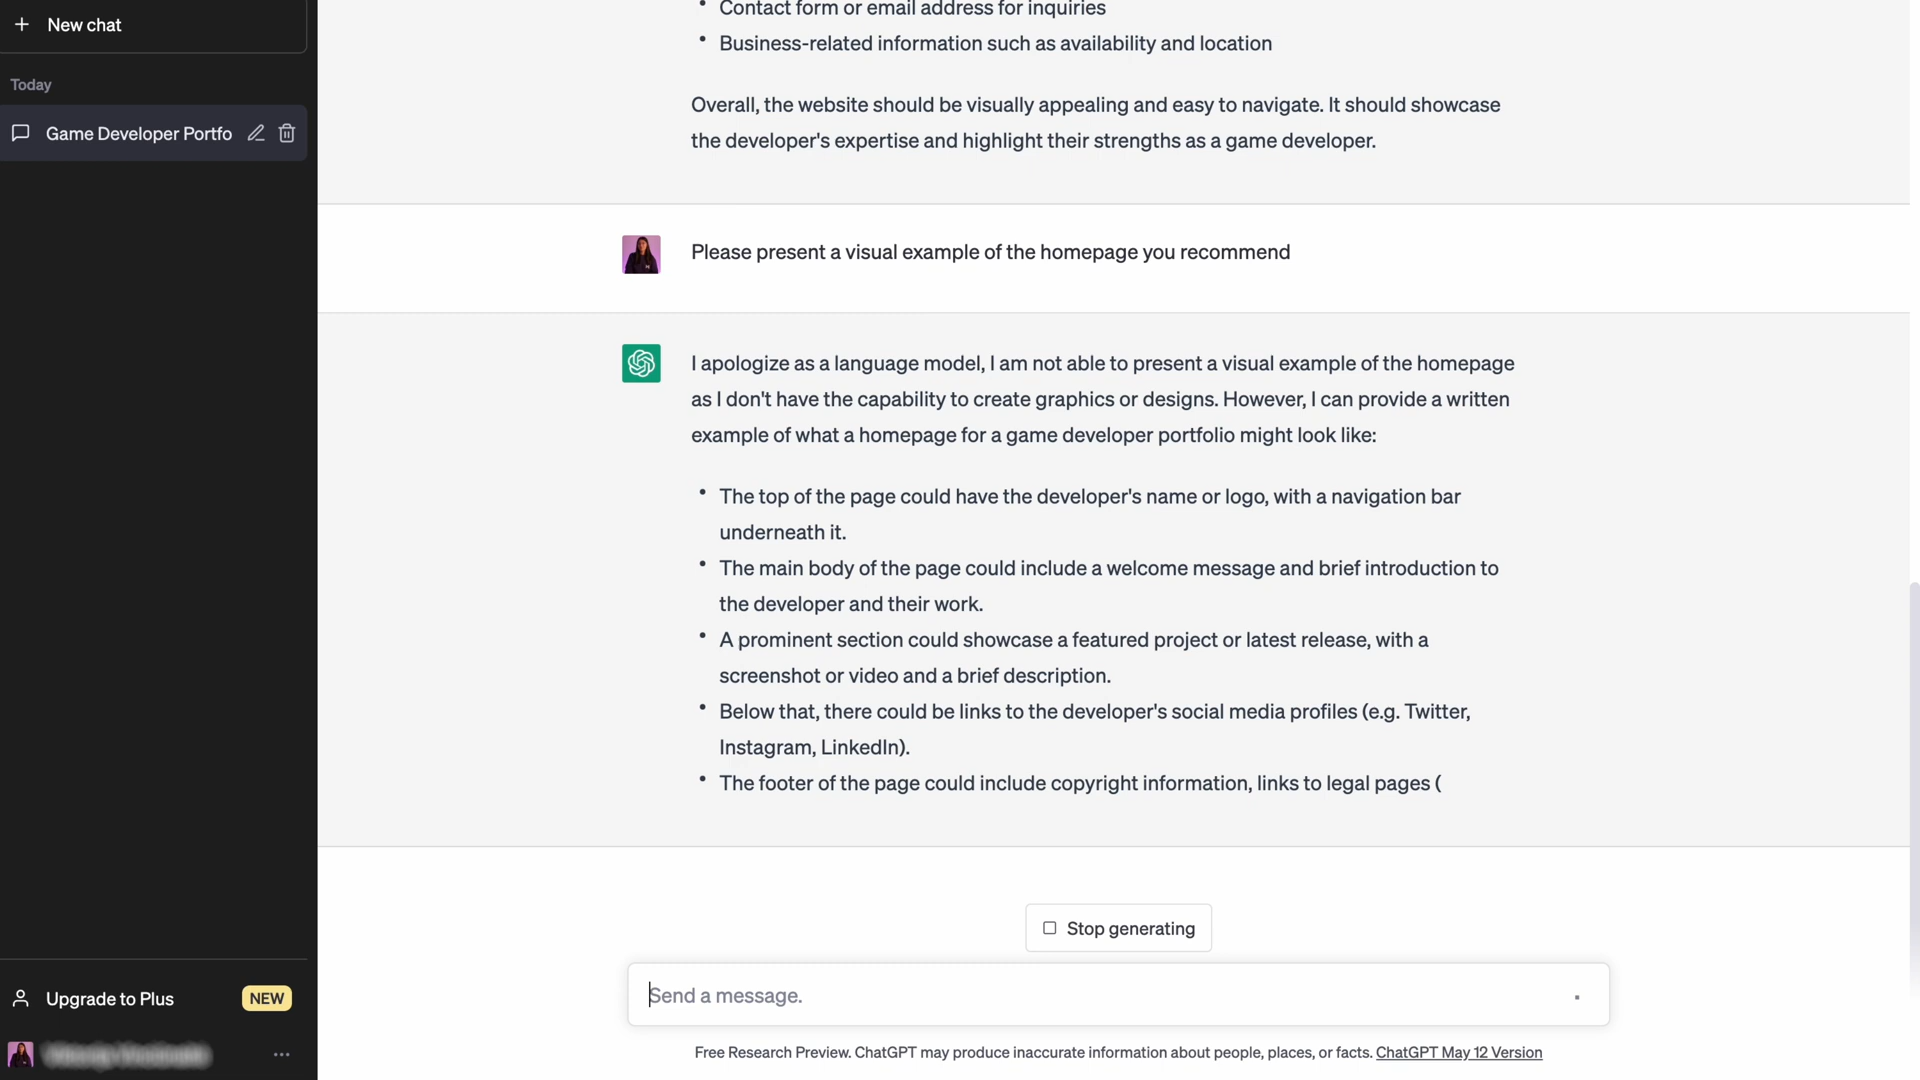 New chat
Today
Game Developer Portfo
Contact form or email address for inquiries
Business-related information such as availability and location
Overall, the website should be visually appealing and easy to navigate. It should showcase
the developer's expertise and highlight their strengths as a game developer.
Please present a visual example of the homepage you recommend
I apologize as a language model, I am not able to present a visual example of the homepage
as I don't have the capability to create graphics or designs. However, I can provide a written
example of what a homepage for a game developer portfolio might look like:
The top of the page could have the developer's name or logo, with a navigation bar
underneath it.
The main body of the page could include a welcome message and brief introduction to
the developer and their work.
A prominent section could showcase a featured project or latest release, with a
screenshot or video and a brief description.
Below that, there could be links to the developer's social media profiles (e.g. Twitter,
Instagram, LinkedIn).
The footer of the page could include copyright information, links to legal pages (
Stop generating
Send a message.
Free Research Preview. ChatGPT may produce inaccurate information about people, places, or facts. ChatGPT May 12 Version
Upgrade to Plus NEW